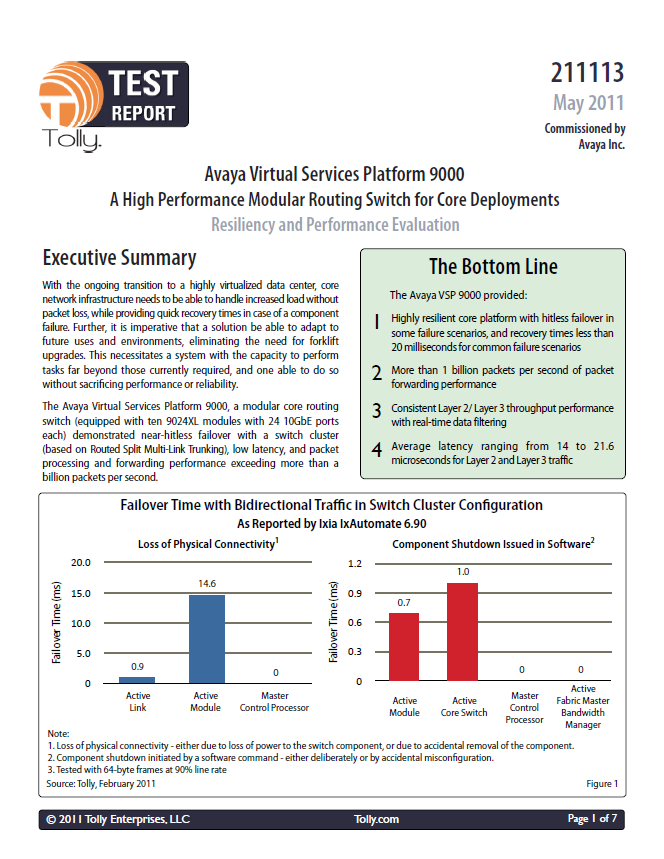 TEST
REPORT
Tolly.
211113
May 2011
Commissioned by
Avaya Inc.
Avaya Virtual Services Platform 9000
A High Performance Modular Routing Switch for Core Deployments
Resiliency and Performance Evaluation
Executive Summary
With the ongoing transition to a highly virtualized data center, core
network infrastructure needs to be able to handle increased load without
packet loss, while providing quick recovery times in case of a component
failure. Further, it is imperative that a solution be able to adapt to
future uses and environments, eliminating the need for forklift
upgrades. This necessitates a system with the capacity to perform
tasks far beyond those currently required, and one able to do so
without sacrificing performance or reliability.
The Avaya Virtual Services Platform 9000, a modular core routing
switch (equipped with ten 9024XL modules with 24 10GbE ports
each) demonstrated near-hitless failover with a switch cluster
(based on Routed Split Multi-Link Trunking), low latency, and packet
processing and forwarding performance exceeding more than a
billion packets per second.
The Bottom Line
The Avaya VSP 9000 provided:
1 Highly resilient core platform with hitless failover in
some failure scenarios, and recovery times less than
20 milliseconds for common failure scenarios
2 More than 1 billion packets per second of packet
forwarding performance
3 Consistent Layer 2/ Layer 3 throughput performance
with real-time data filtering
4 Average latency ranging from 14 to 21.6
microseconds for Layer 2 and Layer 3 traffic
Failover Time with Bidirectional Traffic in Switch Cluster Configuration
As Reported by Ixia IxAutomate 6.90
Loss of Physical Connectivity1
Failover Time (ms)
20.0
15.0
10.0
5.0
0
0.9
14.6
0
Active
Link
Active
Module
Master
Control Processor
Component Shutdown Issued in Software2
Failover Time (ms)
1.2
0.9
0.6
0.3
0
0.7
1.0
0
0
Active
Module
Active
Core Switch
Master
Control
Processor
Active
Fabric Master
Bandwidth
Manager
Note:
1. Loss of physical connectivity - either due to loss of power to the switch component, or due to accidental removal of the component.
2. Component shutdown initiated by a software command - either deliberately or by accidental misconfiguration.
3. Tested with 64-byte frames at 90% line rate
Source: Tolly, February 2011
Figure 1
© 2011 Tolly Enterprises, LLC
Tolly.com
Page 1 of 7